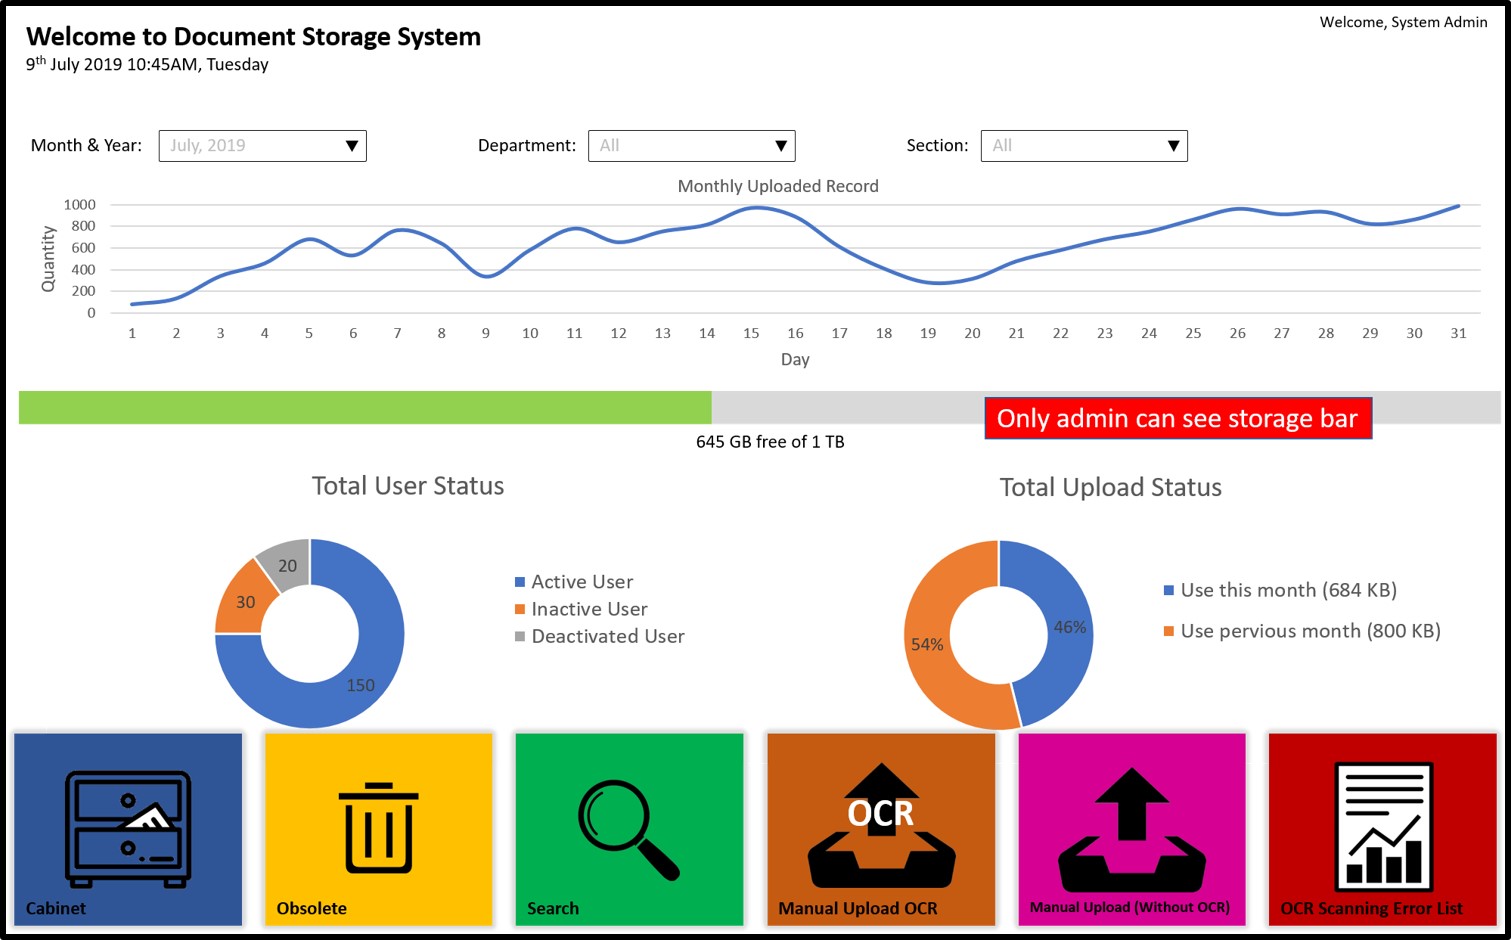 Welcome, System Admin
Welcome to Document Storage System
9th July 2019 10:45AM, Tuesday
Month & Year: July, 2019 Department: All Section: All
Monthly Uploaded Record
1000
800
600
400
200
0
Quantity
1 2 3 4 5 6 7 8 9 10 11 12 13 14 15 16 17 18 19 20 21 22 23 24 25 26 27 28 29 30 31
Day
Only admin can see storage bar
645 GB free of 1 TB
Total User Status
20
30
150
Active User
Inactive User
Deactivated User
Total Upload Status
46%
54%
Use this month (684 KB)
Use pervious month (800 KB)
Cabinet
Obsolete
Search
OCR
Manual Upload OCR
Manual Upload (Without OCR)
OCR Scanning Error List